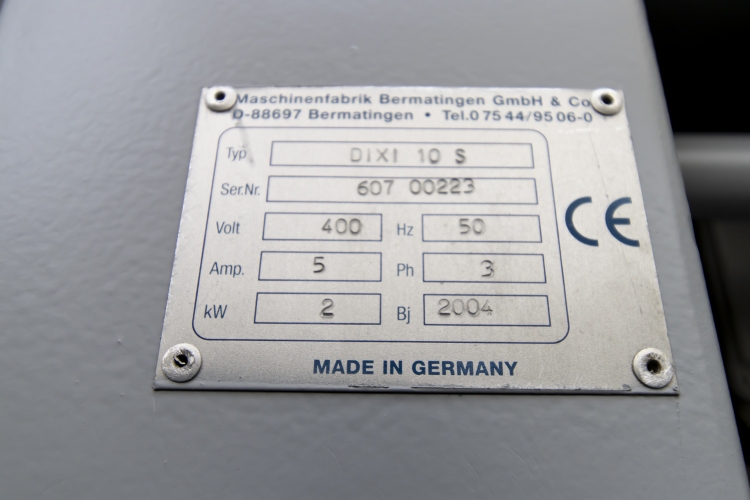 Maschinenfabrik Bermatingen GmbH & Co
D-88697 Bermatingen • Tel.0 75 44/95 06-0
Typ DIXI 10 S
Ser.Nr. 607 00223
Volt 400 Hz 50
Amp. 5 Ph 3
kW 2 Bj 2004
CE
MADE IN GERMANY